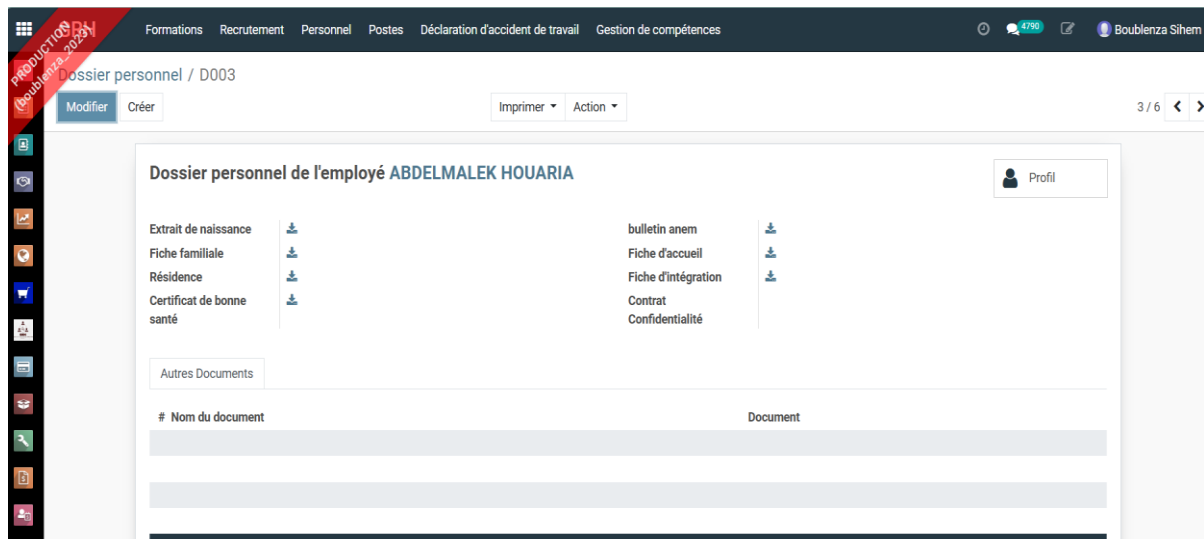 GRH Formations Recrutement Personnel Postes Déclaration d'accident de travail Gestion de compétences 4790 Boublenza Sihem
PRODUCTION
(boublenza_2023)
Dossier personnel / D003
Modifier Créer Imprimer Action 3 / 6
Dossier personnel de l'employé ABDELMALEK HOUARIA
Profil
Extrait de naissance
Fiche familiale
Résidence
Certificat de bonne
santé
bulletin anem
Fiche d'accueil
Fiche d'intégration
Contrat
Confidentialité
Autres Documents
# Nom du document Document